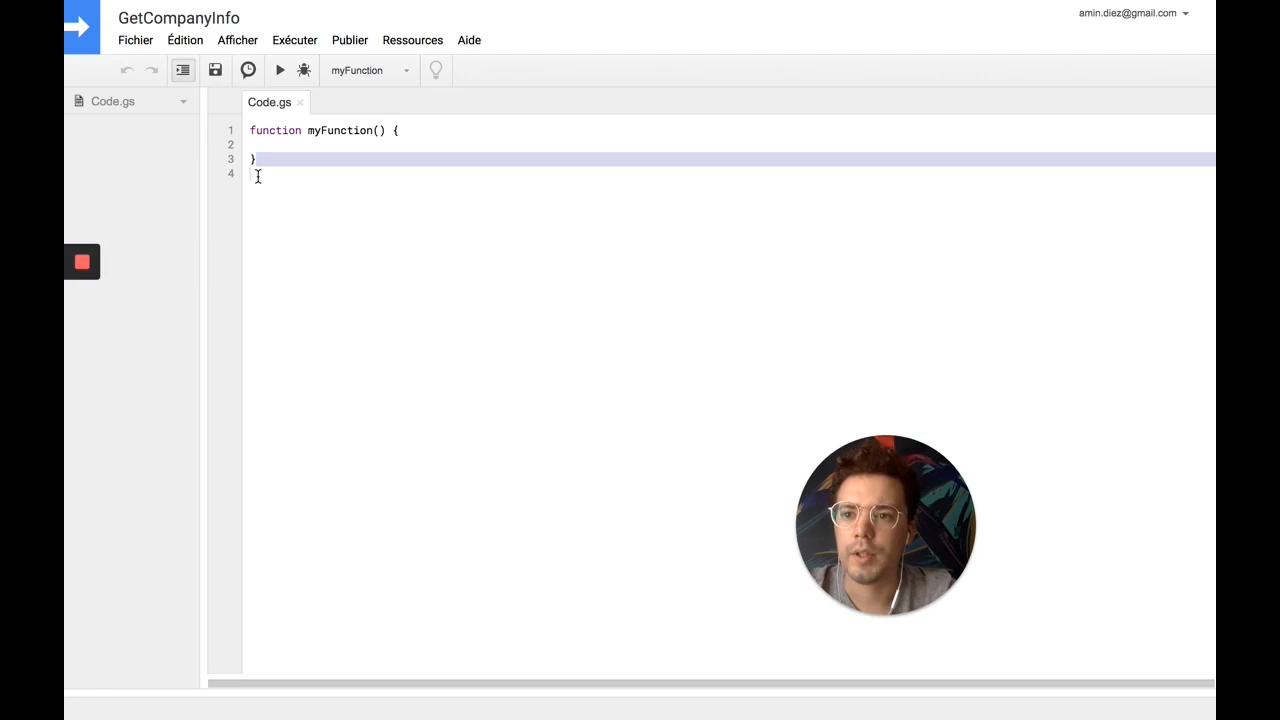 GetCompanyInfo
amin.diez@gmail.com
Fichier Édition Afficher Exécuter Publier Ressources Aide
myFunction
Code.gs
Code.gs
1 function myFunction() {
2
3 }
4